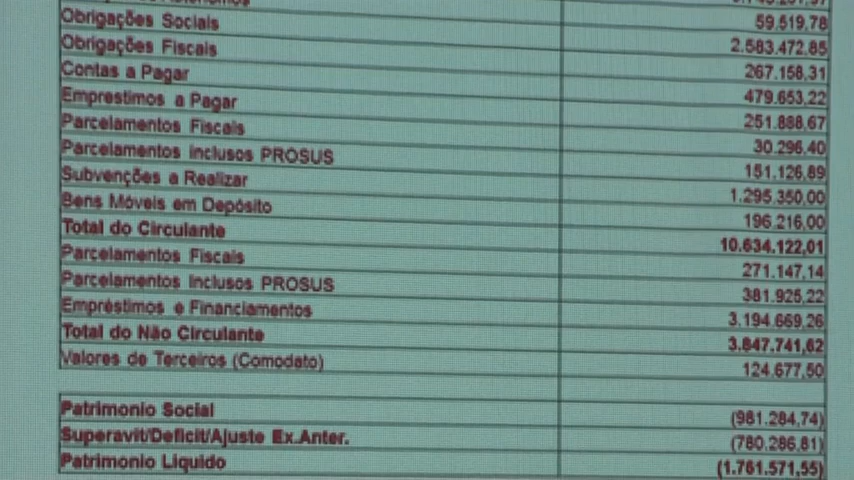 59.519,78
Obrigações Sociais 2.583.472,85
Obrigações Fiscais 267.158,31
Contas a Pagar 479.653,22
Emprestimos a Pagar 251.888,67
Parcelamentos Fiscais 30.296,40
Parcelamentos Inclusos PROSUS 151.126,89
Subvenções a Realizar 1.295.350,00
Bens Móveis em Depósito 196.216,00
Total do Circulante 10.634.122,01
Parcelamentos Fiscais 271.147,14
Parcelamentos Inclusos PROSUS 381.925,22
Empréstimos e Financiamentos 3.194.669,26
Total do Não Circulante 3.847.741,62
Valores de Terceiros (Comodato) 124.677,50
Patrimonio Social (981.284,74)
Superavit/Deficit/Ajuste Ex.Anter. (780.286,81)
Patrimonio Liquido (1.761.571,55)